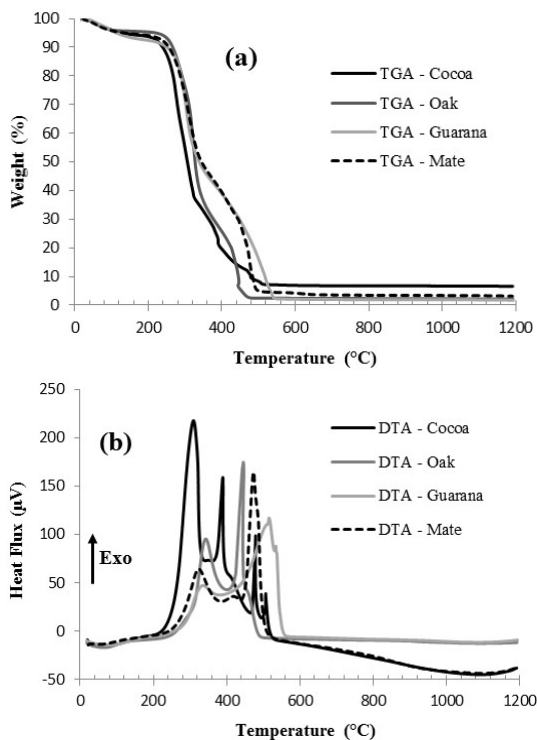 100
90
80
70
60
50
40
30
20
10
0
Weight (%)
(a)
TGA - Cocoa
TGA - Oak
TGA - Guarana
TGA - Mate
0 200 400 600 800 1000 1200
Temperature (°C)
250
200
150
100
50
0
-50
Heat Flux (µV)
(b)
Exo
DTA - Cocoa
DTA - Oak
DTA - Guarana
DTA - Mate
0 200 400 600 800 1000 1200
Temperature (°C)